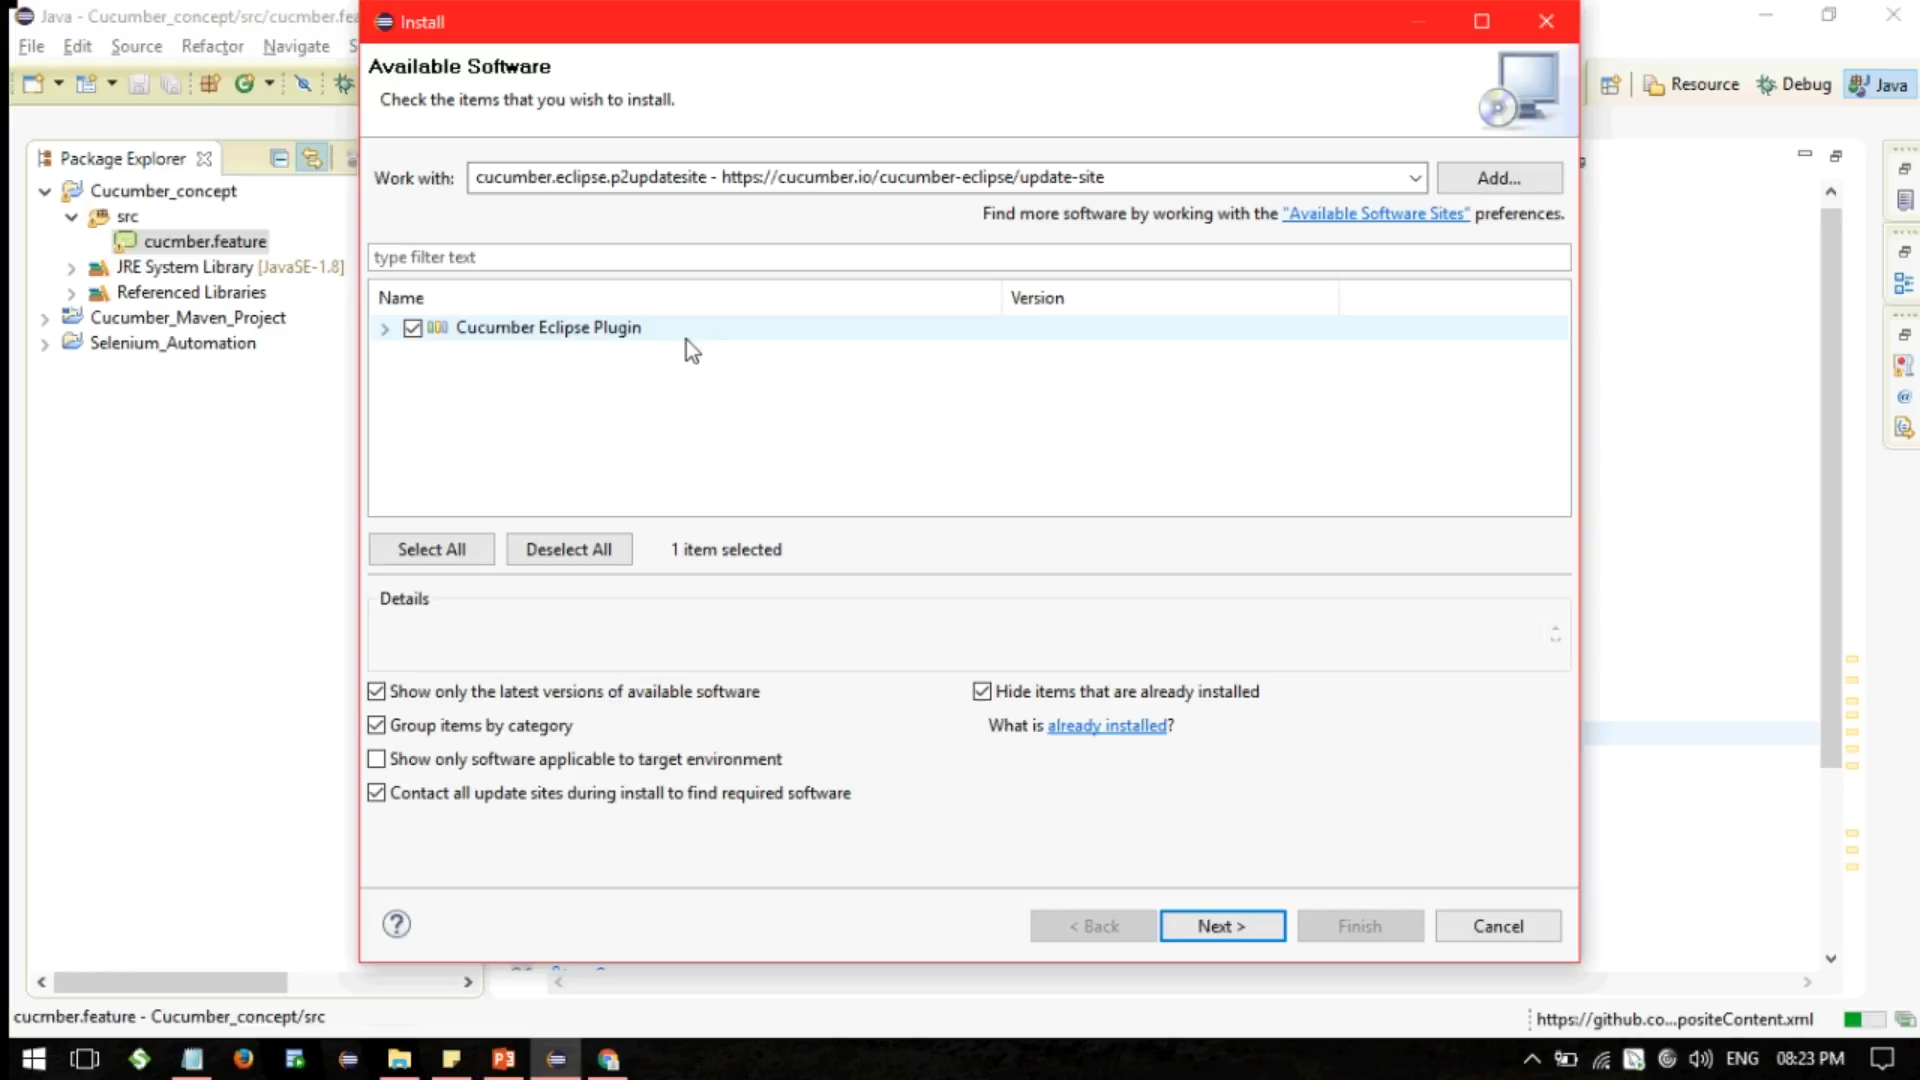 Java - Cucumber_concept/src/cucmber.fea
Install
File Edit Source Refactor Navigate S
Available Software
Check the items that you wish to install.
Resource Debug Java
Package Explorer
Work with: cucumber.eclipse.p2updatesite - https://cucumber.io/cucumber-eclipse/update-site Add...
Find more software by working with the "Available Software Sites" preferences.
Cucumber_concept
src
cucmber.feature
JRE System Library [JavaSE-1.8]
Referenced Libraries
Cucumber_Maven_Project
Selenium_Automation
type filter text
Name Version
Cucumber Eclipse Plugin
Select All Deselect All 1 item selected
Details
Show only the latest versions of available software Hide items that are already installed
Group items by category What is already installed?
Show only software applicable to target environment
Contact all update sites during install to find required software
< Back Next > Finish Cancel
cucmber.feature - Cucumber_concept/src
https://github.co...positeContent.xml
ENG 08:23 PM